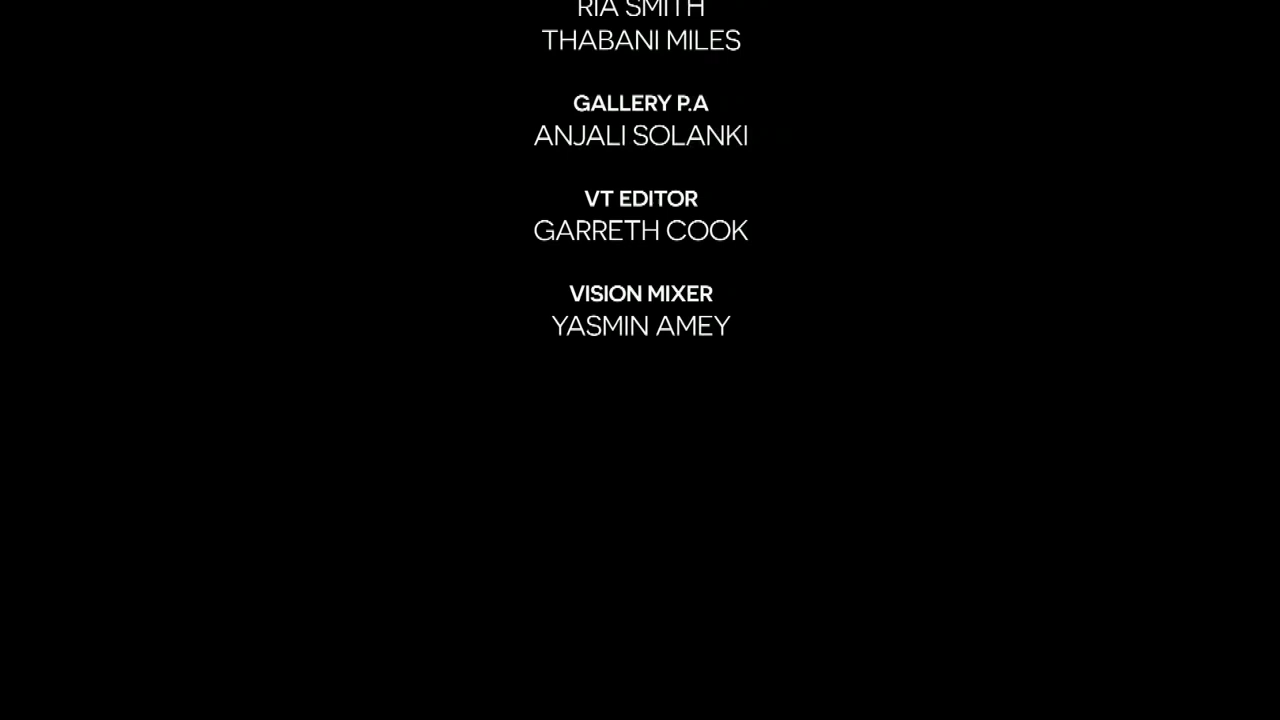 RIA SMITH
THABANI MILES
GALLERY P.A
ANJALI SOLANKI
VT EDITOR
GARRETH COOK
VISION MIXER
YASMIN AMEY